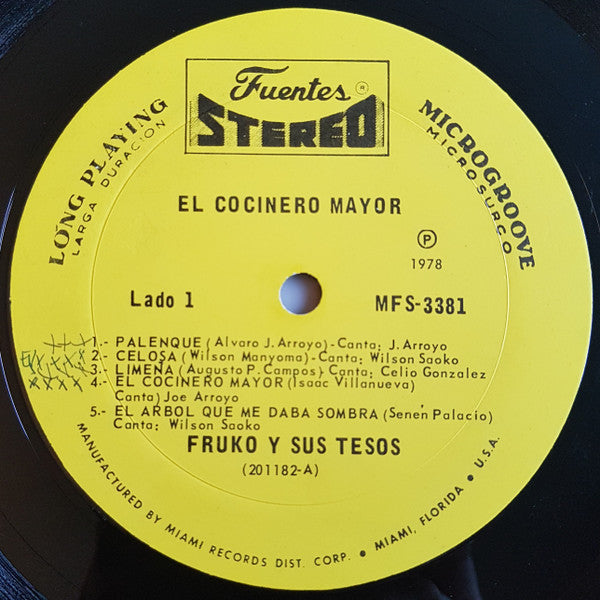 Fuentes ®
STEREO
LONG PLAYING
LARGA DURACION
MICROGROOVE
MICROSURCO
EL COCINERO MAYOR
Ⓟ
1978
Lado 1
MFS-3381
1.- PALENQUE (Alvaro J. Arroyo)-Canta: J. Arroyo
2.- CELOSA (Wilson Manyoma)-Canta: Wilson Saoko
3.- LIMEÑA (Augusto P. Campos) Canta: Celio Gonzalez
4.- EL COCINERO MAYOR (Isaac Villanueva)
Canta) Joe Arroyo
5.- EL ARBOL QUE ME DABA SOMBRA (Senén Palacio)
Canta: Wilson Saoko
FRUKO Y SUS TESOS
(201182-A)
MANUFACTURED BY MIAMI RECORDS DIST. CORP. • MIAMI, FLORIDA • U.S.A.